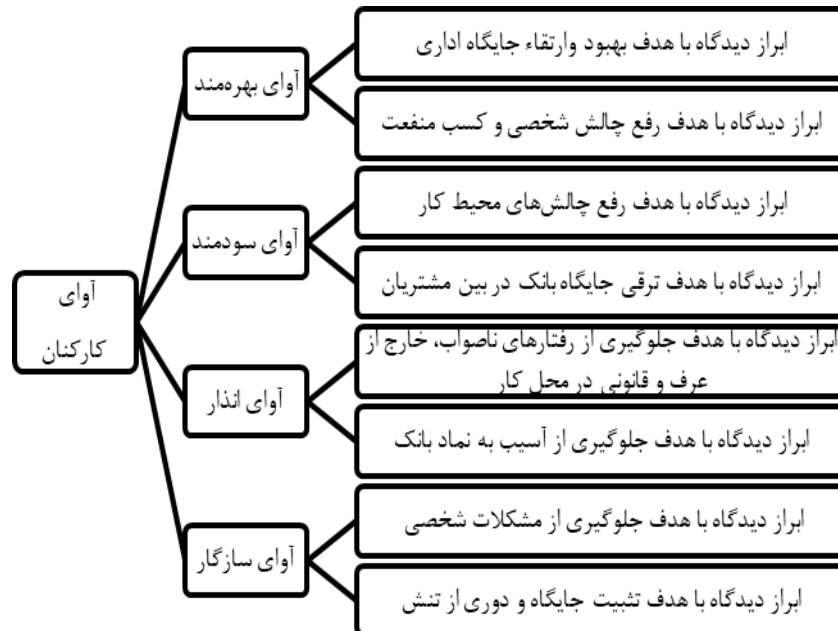 آوای
کارکنان
آوای بهره‌مند
ابراز دیدگاه با هدف بهبود وارتقاء جایگاه اداری
ابراز دیدگاه با هدف رفع چالش شخصی و کسب منفعت
آوای سودمند
ابراز دیدگاه با هدف رفع چالش‌های محیط کار
ابراز دیدگاه با هدف ترقی جایگاه بانک در بین مشتریان
آوای انذار
ابراز دیدگاه با هدف جلوگیری از رفتارهای ناصواب، خارج از
عرف و قانونی در محل کار
ابراز دیدگاه با هدف جلوگیری از آسیب به نماد بانک
آوای سازگار
ابراز دیدگاه با هدف جلوگیری از مشکلات شخصی
ابراز دیدگاه با هدف تثبیت جایگاه و دوری از تنش